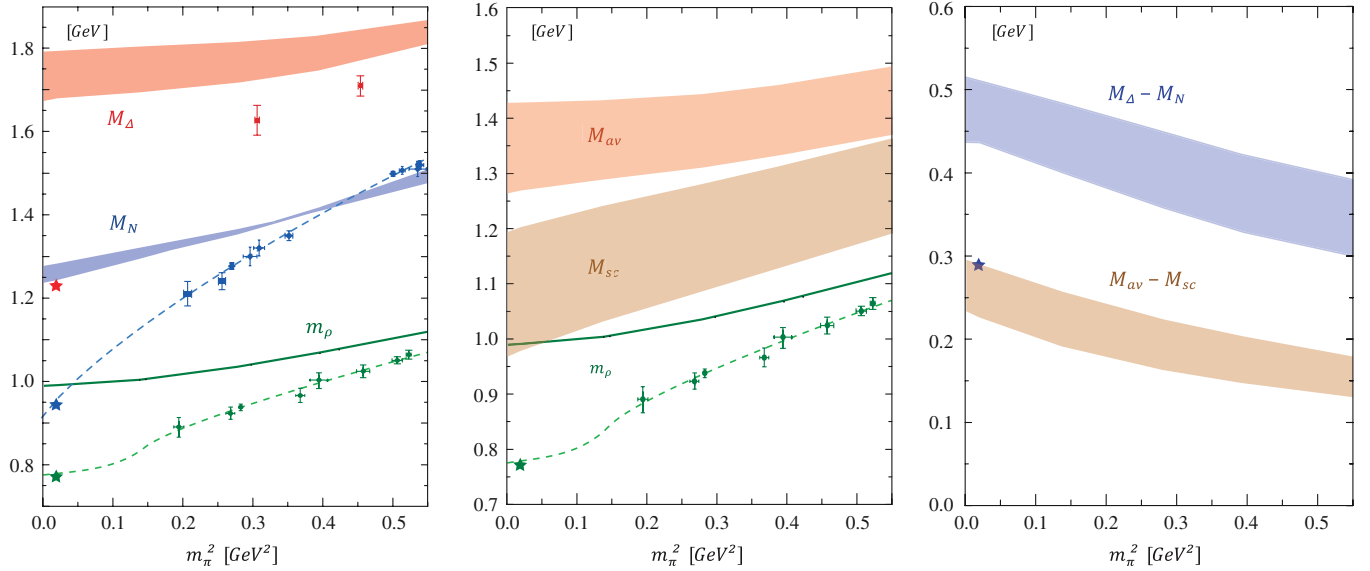 [GeV]
1.8
1.6
1.4
1.2
1.0
0.8
M_Δ
M_N
m_ρ
0.0 0.1 0.2 0.3 0.4 0.5
m_π^2 [GeV^2]
[GeV]
1.6
1.5
1.4
1.3
1.2
1.1
1.0
0.9
0.8
0.7
M_av
M_sc
m_ρ
0.0 0.1 0.2 0.3 0.4 0.5
m_π^2 [GeV^2]
[GeV]
0.6
0.5
0.4
0.3
0.2
0.1
0.0
M_Δ − M_N
M_av − M_sc
0.0 0.1 0.2 0.3 0.4 0.5
m_π^2 [GeV^2]